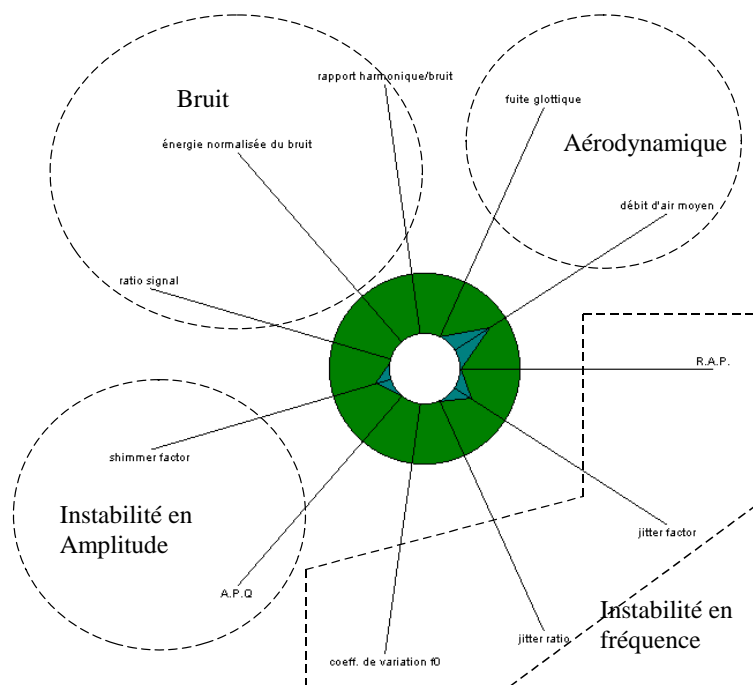 rapport harmonique/bruit
Bruit
fuite glottique
Aérodynamique
énergie normalisée du bruit
débit d'air moyen
ratio signal
R.A.P.
shimmer factor
Instabilité en
Amplitude
jitter factor
A.P.Q
Instabilité en
fréquence
jitter ratio
coeff. de variation f0